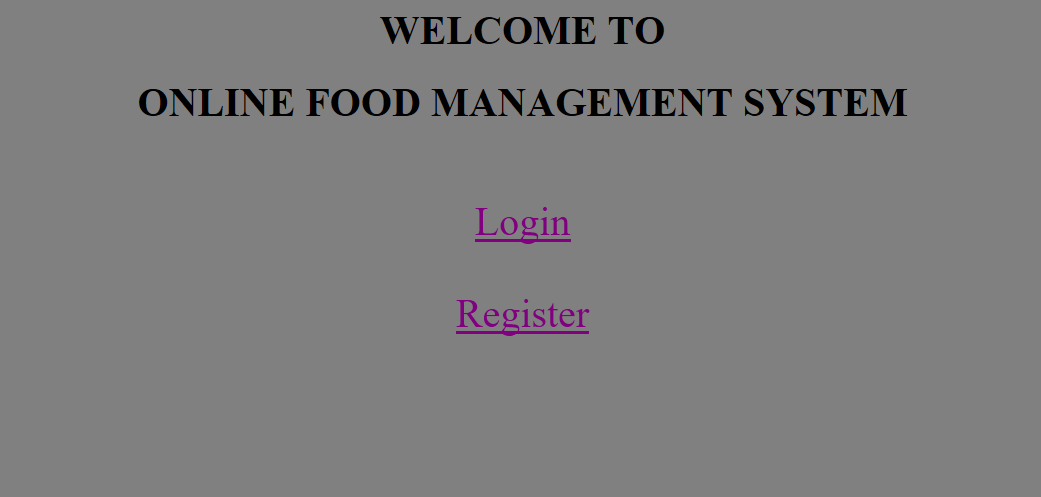 WELCOME TO
ONLINE FOOD MANAGEMENT SYSTEM
Login
Register